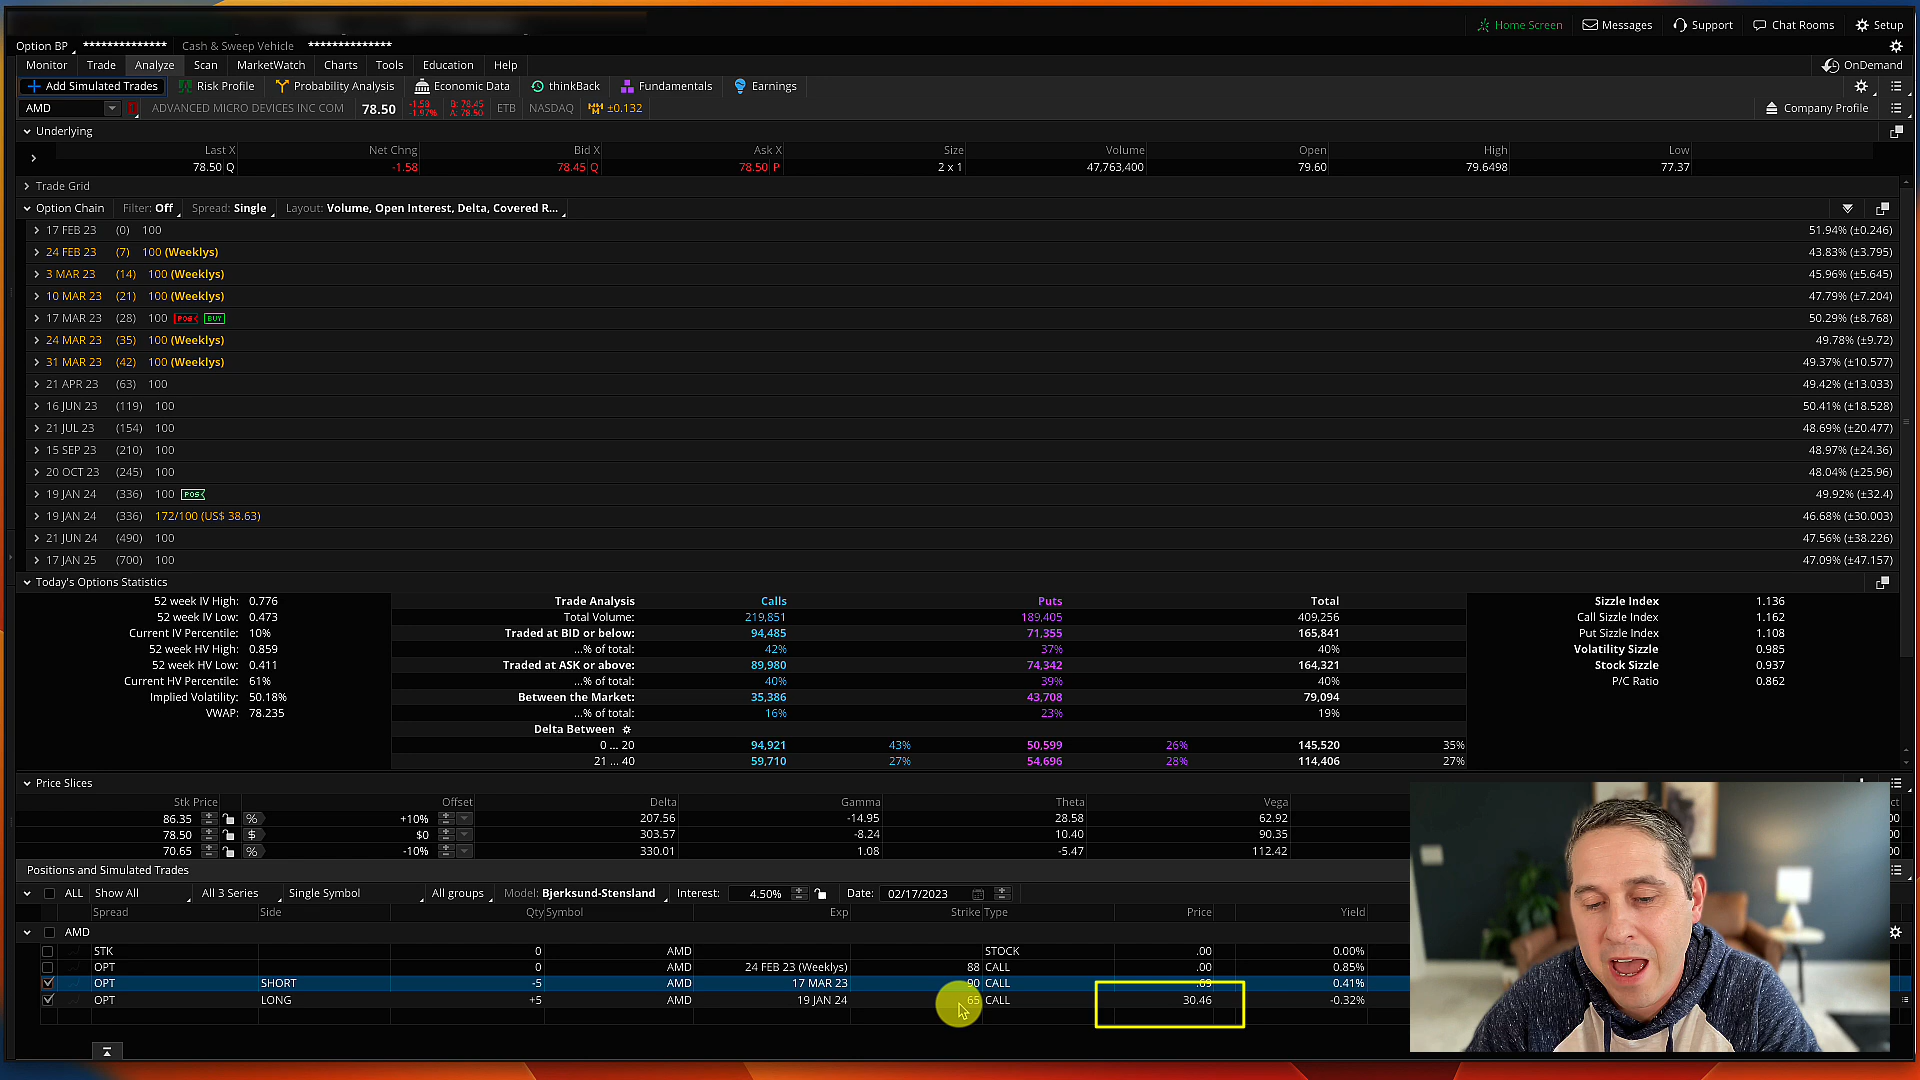 Home Screen Messages Support Chat Rooms Setup
Option BP ************** Cash & Sweep Vehicle **************
Monitor Trade Analyze Scan MarketWatch Charts Tools Education Help OnDemand
Add Simulated Trades Risk Profile Probability Analysis Economic Data thinkBack Fundamentals Earnings
AMD ADVANCED MICRO DEVICES INC COM 78.50 -1.58 -1.97% B: 78.45 A: 78.50 ETB NASDAQ ±0.132 Company Profile
Underlying
Last X Net Chng Bid X Ask X Size Volume Open High Low
78.50 Q -1.58 78.45 Q 78.50 P 2 x 1 47,763,400 79.60 79.6498 77.37
Trade Grid
Option Chain Filter: Off Spread: Single Layout: Volume, Open Interest, Delta, Covered R...
17 FEB 23 (0) 100 51.94% (±0.246)
24 FEB 23 (7) 100 (Weeklys) 43.83% (±3.795)
3 MAR 23 (14) 100 (Weeklys) 45.96% (±5.645)
10 MAR 23 (21) 100 (Weeklys) 47.79% (±7.204)
17 MAR 23 (28) 100 POS BUY 50.29% (±8.768)
24 MAR 23 (35) 100 (Weeklys) 49.78% (±9.72)
31 MAR 23 (42) 100 (Weeklys) 49.37% (±10.577)
21 APR 23 (63) 100 49.42% (±13.033)
16 JUN 23 (119) 100 50.41% (±18.528)
21 JUL 23 (154) 100 48.69% (±20.477)
15 SEP 23 (210) 100 48.97% (±24.36)
20 OCT 23 (245) 100 48.04% (±25.96)
19 JAN 24 (336) 100 POS 49.92% (±32.4)
19 JAN 24 (336) 172/100 (US$ 38.63) 46.68% (±30.003)
21 JUN 24 (490) 100 47.56% (±38.226)
17 JAN 25 (700) 100 47.09% (±47.157)
Today's Options Statistics
52 week IV High: 0.776 Trade Analysis Calls Puts Total Sizzle Index 1.136
52 week IV Low: 0.473 Total Volume: 219,851 189,405 409,256 Call Sizzle Index 1.162
Current IV Percentile: 10% Traded at BID or below: 94,485 71,355 165,841 Put Sizzle Index 1.108
52 week HV High: 0.859 ...% of total: 42% 37% 40% Volatility Sizzle 0.985
52 week HV Low: 0.411 Traded at ASK or above: 89,980 74,342 164,321 Stock Sizzle 0.937
Current HV Percentile: 61% ...% of total: 40% 39% 40% P/C Ratio 0.862
Implied Volatility: 50.18% Between the Market: 35,386 43,708 79,094
VWAP: 78.235 ...% of total: 16% 23% 19%
Delta Between
0 ... 20 94,921 43% 50,599 26% 145,520 35%
21 ... 40 59,710 27% 54,696 28% 114,406 27%
Price Slices
Stk Price Offset Delta Gamma Theta Vega
86.35 % +10% 207.56 -14.95 28.58 62.92
78.50 $ $0 303.57 -8.24 10.40 90.35
70.65 % -10% 330.01 1.08 -5.47 112.42
Positions and Simulated Trades
ALL Show All All 3 Series Single Symbol All groups Model: Bjerksund-Stensland Interest: 4.50% Date: 02/17/2023
Spread Side Qty Symbol Exp Strike Type Price Yield
AMD
STK 0 AMD STOCK .00 0.00%
OPT 0 AMD 24 FEB 23 (Weeklys) 88 CALL .00 0.85%
OPT SHORT -5 AMD 17 MAR 23 90 CALL .69 0.41%
OPT LONG +5 AMD 19 JAN 24 65 CALL 30.46 -0.32%